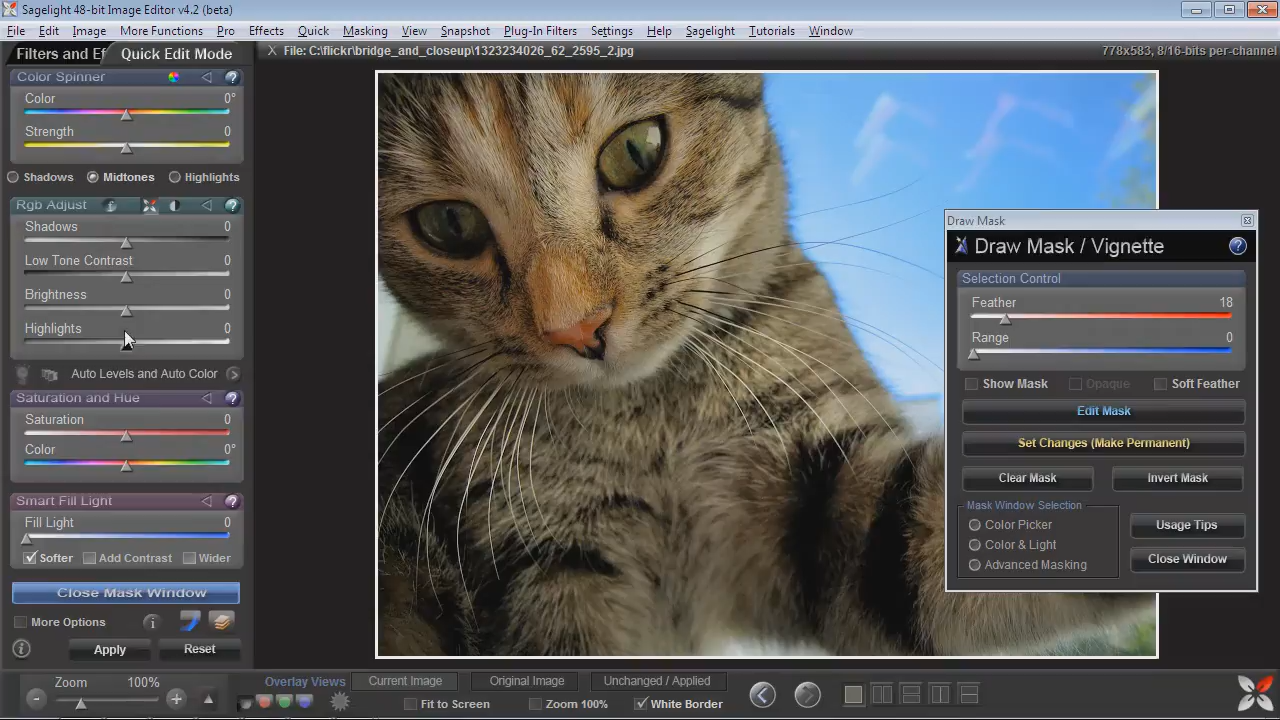 Sagelight 48-bit Image Editor v4.2 (beta)
File Edit Image More Functions Pro Effects Quick Masking View Snapshot Plug-In Filters Settings Help Sagelight Tutorials Window
Filters and Ef Quick Edit Mode X File: C:\flickr\bridge_and_closeup\1323234026_62_2595_2.jpg 778x583, 8/16-bits per-channel
Color Spinner
Color 0°
Strength 0
Shadows Midtones Highlights
Rgb Adjust
Shadows 0
Low Tone Contrast 0
Brightness 0
Highlights 0
Auto Levels and Auto Color
Saturation and Hue
Saturation 0
Color 0°
Smart Fill Light
Fill Light 0
Softer Add Contrast Wider
Close Mask Window
More Options
Apply Reset
Draw Mask
Draw Mask / Vignette
Selection Control
Feather 18
Range 0
Show Mask Opaque Soft Feather
Edit Mask
Set Changes (Make Permanent)
Clear Mask Invert Mask
Mask Window Selection
Color Picker
Color & Light
Advanced Masking
Usage Tips
Close Window
Zoom 100%
Overlay Views Current Image Original Image Unchanged / Applied
Fit to Screen Zoom 100% White Border